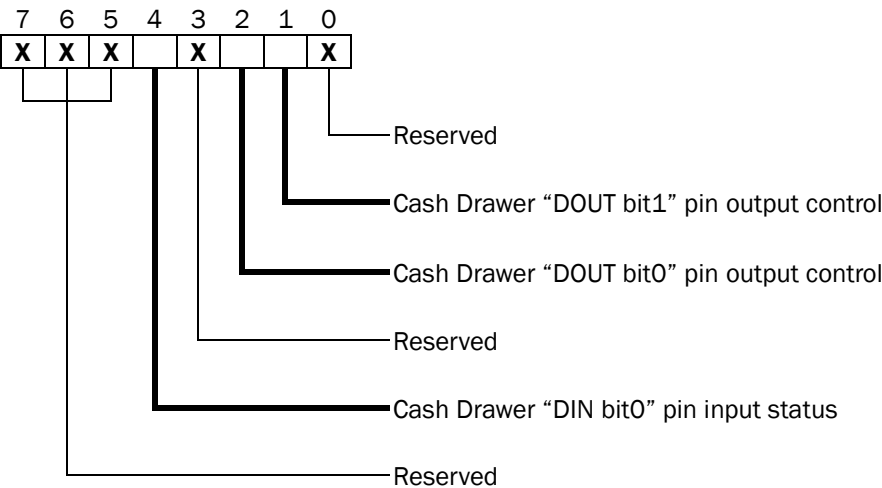 7 6 5 4 3 2 1 0
X X X X X
Reserved
Cash Drawer “DOUT bit1” pin output control
Cash Drawer “DOUT bit0” pin output control
Reserved
Cash Drawer “DIN bit0” pin input status
Reserved